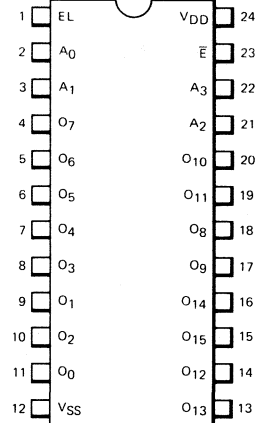 1 EL VDD 24
2 A0 E̅ 23
3 A1 A3 22
4 O7 A2 21
5 O6 O10 20
6 O5 O11 19
7 O4 O8 18
8 O3 O9 17
9 O1 O14 16
10 O2 O15 15
11 O0 O12 14
12 VSS O13 13